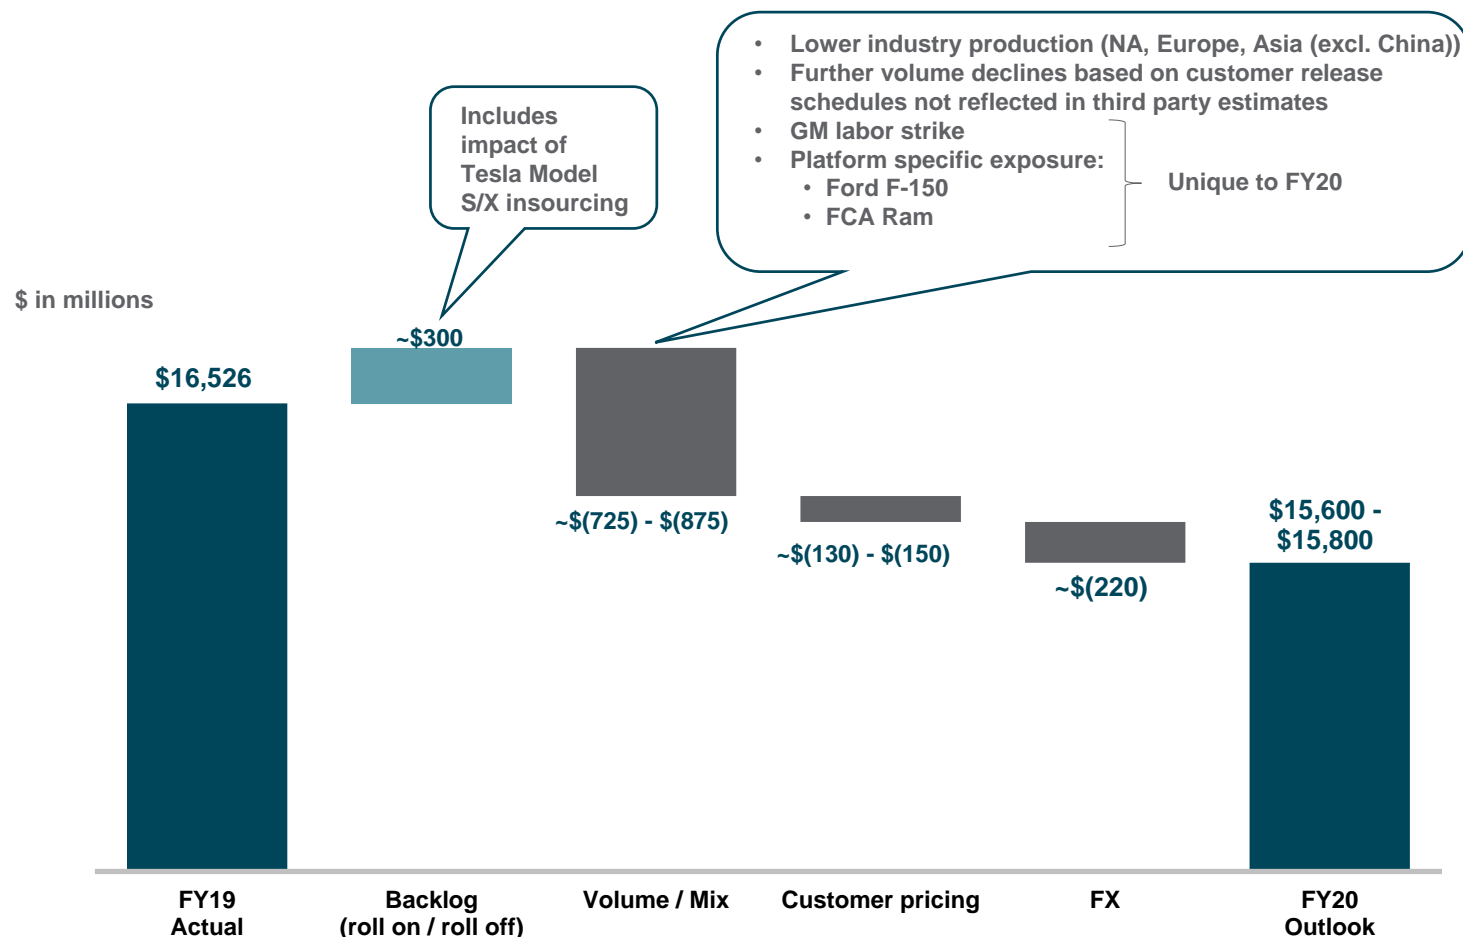 • Lower industry production (NA, Europe, Asia (excl. China))
• Further volume declines based on customer release
schedules not reflected in third party estimates
• GM labor strike
• Platform specific exposure:
• Ford F-150
• FCA Ram
Unique to FY20
Includes
impact of
Tesla Model
S/X insourcing
$ in millions
$16,526
~$300
~$(725) - $(875)
~$(130) - $(150)
~$(220)
$15,600 -
$15,800
FY19
Actual
Backlog
(roll on / roll off)
Volume / Mix
Customer pricing
FX
FY20
Outlook